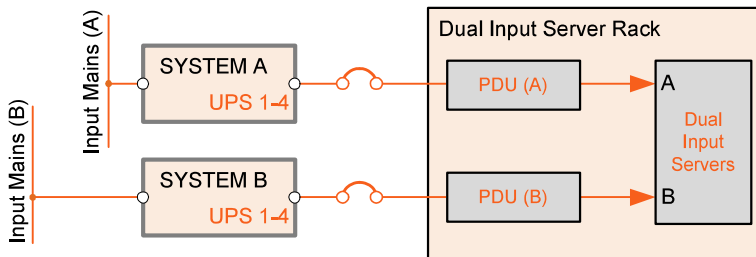 Input Mains (A)
SYSTEM A
UPS 1-4
Dual Input Server Rack
PDU (A)
A
Dual
Input
Servers
B
Input Mains (B)
SYSTEM B
UPS 1-4
PDU (B)